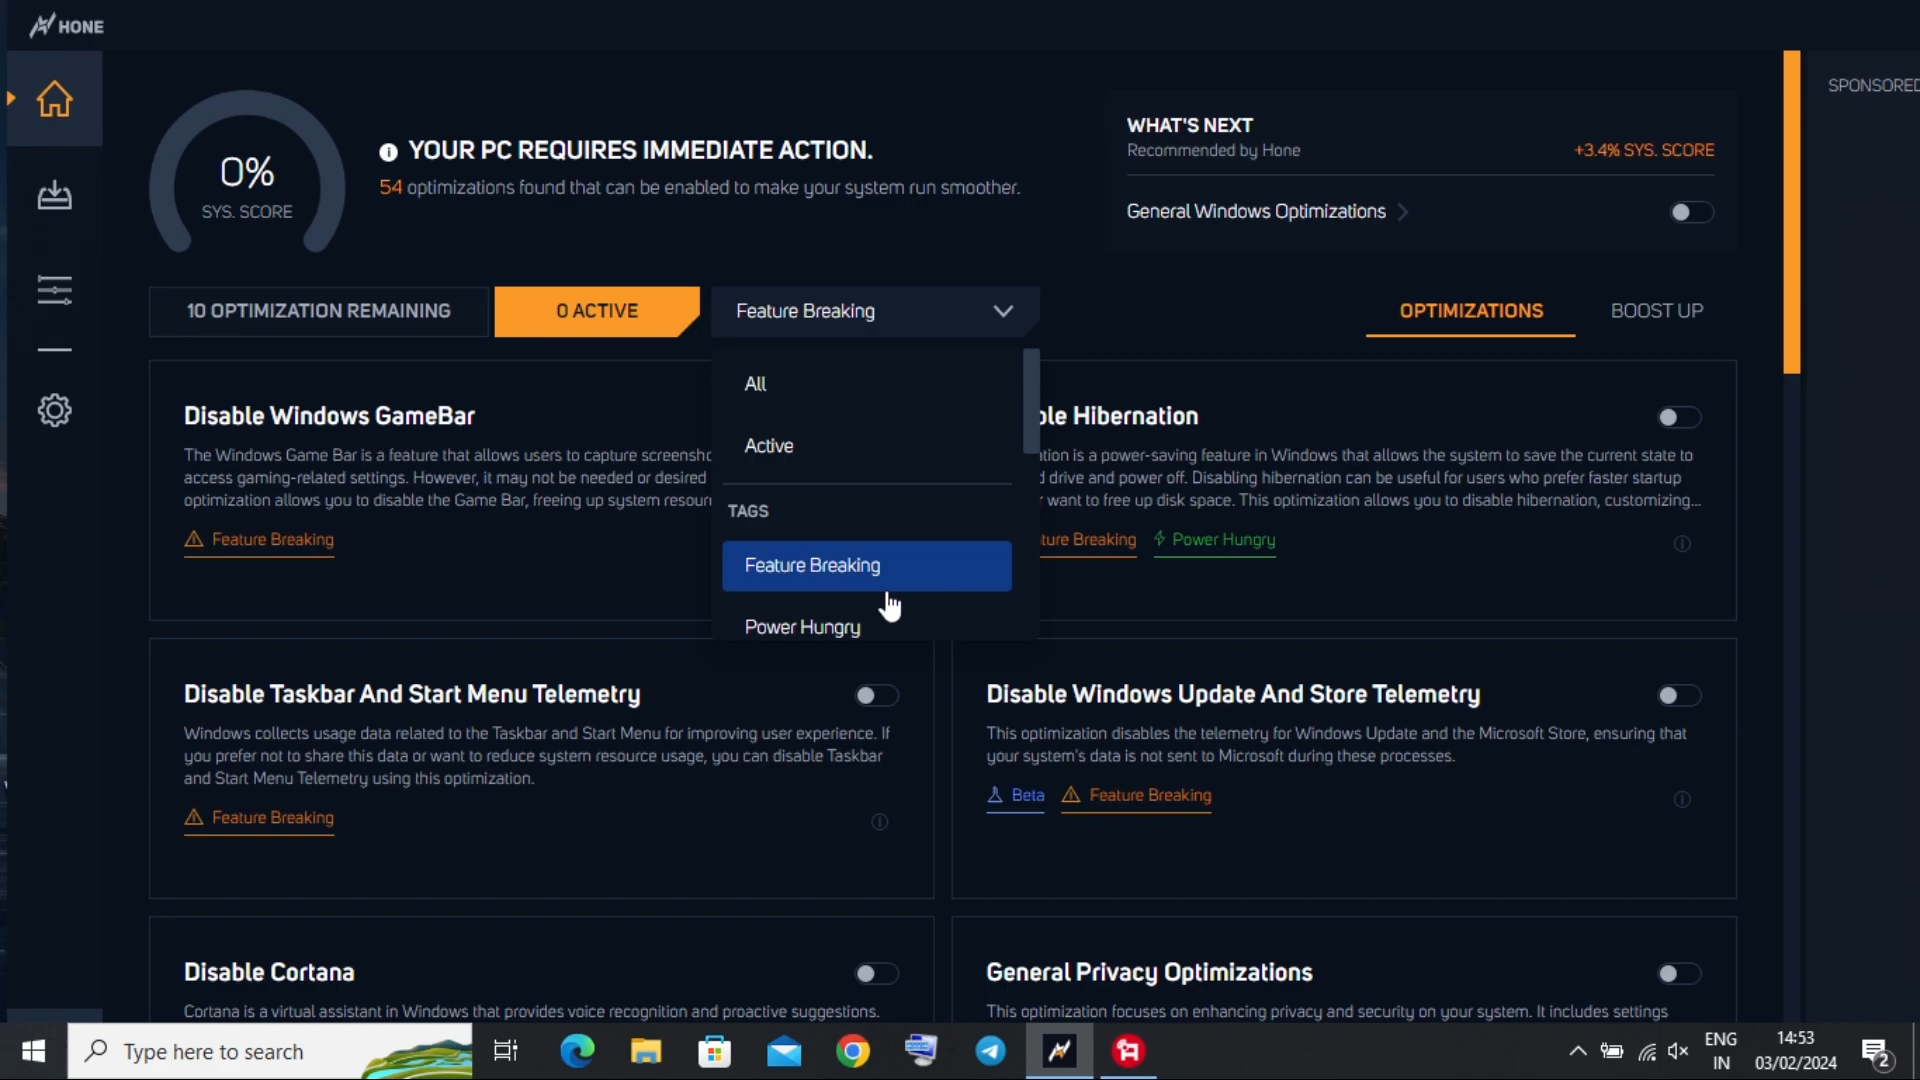 HONE
SPONSORED
0%
SYS. SCORE
YOUR PC REQUIRES IMMEDIATE ACTION.
54 optimizations found that can be enabled to make your system run smoother.
WHAT'S NEXT
Recommended by Hone
+3.4% SYS. SCORE
General Windows Optimizations
10 OPTIMIZATION REMAINING
0 ACTIVE
Feature Breaking
OPTIMIZATIONS
BOOST UP
All
Active
TAGS
Feature Breaking
Power Hungry
Disable Windows GameBar
The Windows Game Bar is a feature that allows users to capture screensho
access gaming-related settings. However, it may not be needed or desired
optimization allows you to disable the Game Bar, freeing up system resour
Feature Breaking
ble Hibernation
tion is a power-saving feature in Windows that allows the system to save the current state to
d drive and power off. Disabling hibernation can be useful for users who prefer faster startup
r want to free up disk space. This optimization allows you to disable hibernation, customizing...
ture Breaking
Power Hungry
Disable Taskbar And Start Menu Telemetry
Windows collects usage data related to the Taskbar and Start Menu for improving user experience. If
you prefer not to share this data or want to reduce system resource usage, you can disable Taskbar
and Start Menu Telemetry using this optimization.
Feature Breaking
Disable Windows Update And Store Telemetry
This optimization disables the telemetry for Windows Update and the Microsoft Store, ensuring that
your system's data is not sent to Microsoft during these processes.
Beta
Feature Breaking
Disable Cortana
Cortana is a virtual assistant in Windows that provides voice recognition and proactive suggestions.
General Privacy Optimizations
This optimization focuses on enhancing privacy and security on your system. It includes settings
Type here to search
ENG
IN
14:53
03/02/2024
2